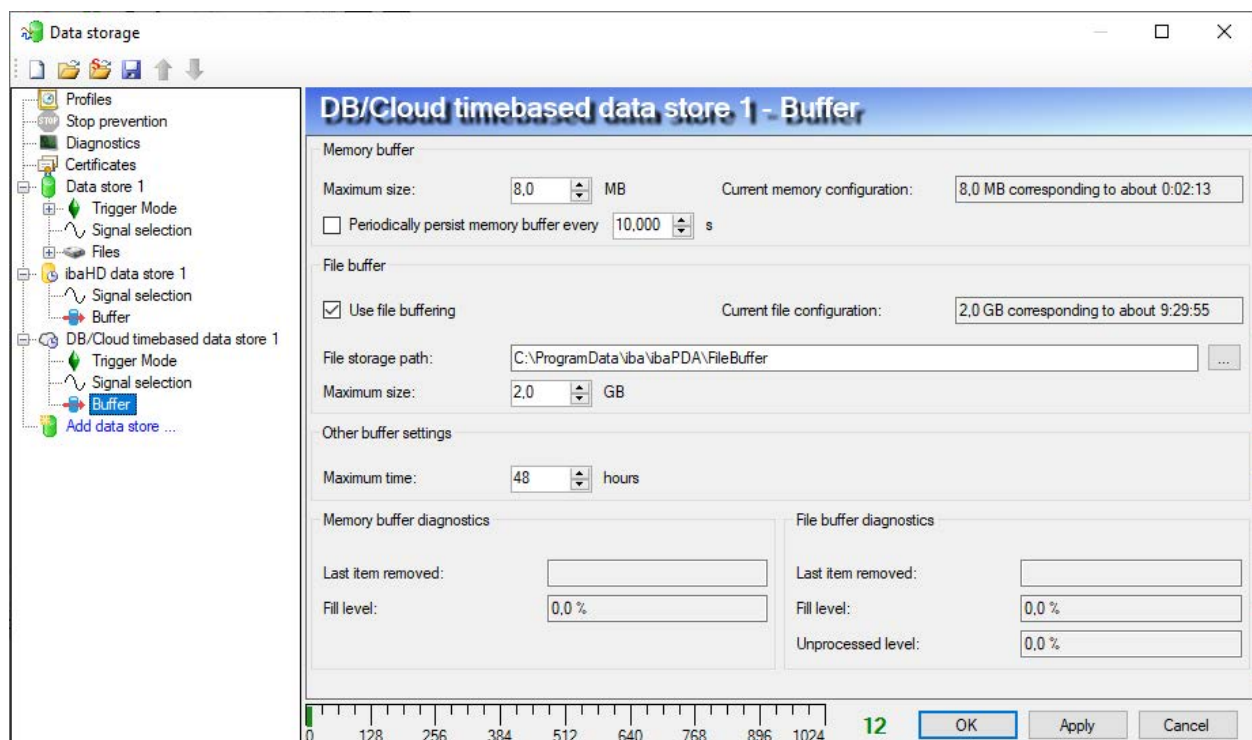 Data storage
Profiles
STOP Stop prevention
Diagnostics
Certificates
Data store 1
Trigger Mode
Signal selection
Files
ibaHD data store 1
Signal selection
Buffer
DB/Cloud timebased data store 1
Trigger Mode
Signal selection
Buffer
Add data store ...
DB/Cloud timebased data store 1 - Buffer
Memory buffer
Maximum size: 8,0 MB Current memory configuration: 8,0 MB corresponding to about 0:02:13
Periodically persist memory buffer every 10,000 s
File buffer
Use file buffering Current file configuration: 2,0 GB corresponding to about 9:29:55
File storage path: C:\ProgramData\iba\ibaPDA\FileBuffer ...
Maximum size: 2,0 GB
Other buffer settings
Maximum time: 48 hours
Memory buffer diagnostics
Last item removed:
Fill level: 0,0 %
File buffer diagnostics
Last item removed:
Fill level: 0,0 %
Unprocessed level: 0,0 %
0 128 256 384 512 640 768 896 1024
12 OK Apply Cancel